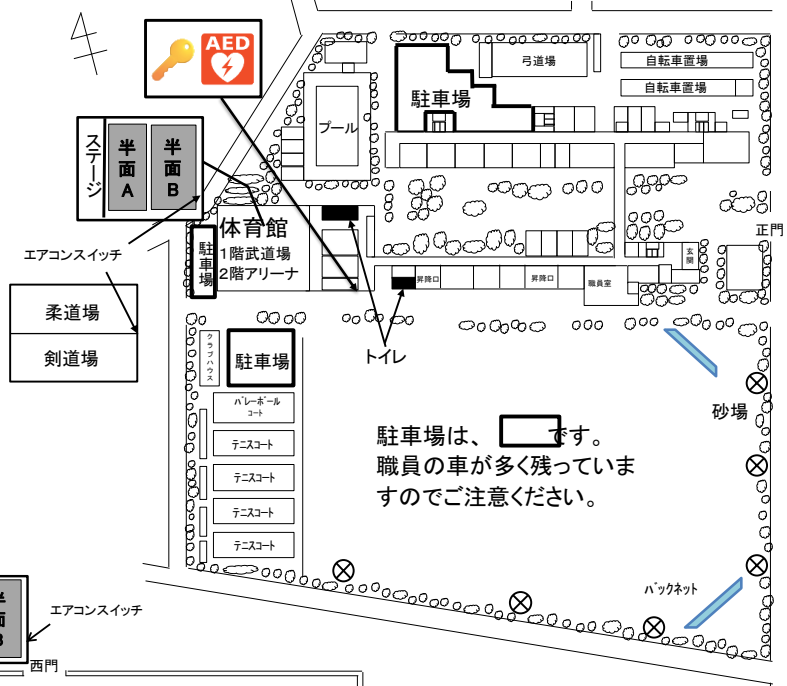 AED
弓道場
自転車置場
自転車置場
駐車場
プール
ステージ
半面A
半面B
体育館
1階武道場
2階アリーナ
駐車場
エアコンスイッチ
正門
玄関
昇降口
昇降口
職員室
柔道場
剣道場
トイレ
クラブハウス
駐車場
バレーボール
コート
テニスコート
テニスコート
テニスコート
テニスコート
砂場
駐車場は、
です。
職員の車が多く残っていま
すのでご注意ください。
バックネット
エアコンスイッチ
西門